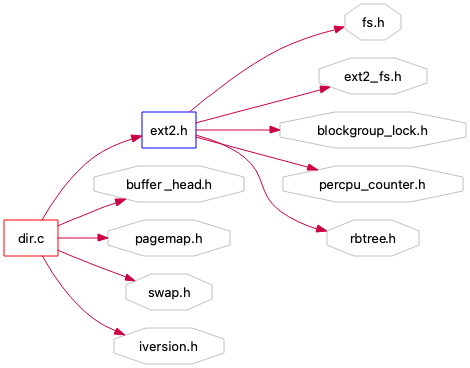 fs.h
ext2_fs.h
ext2.h
blockgroup_lock.h
buffer_head.h
percpu_counter.h
dir.c
pagemap.h
rbtree.h
swap.h
iversion.h